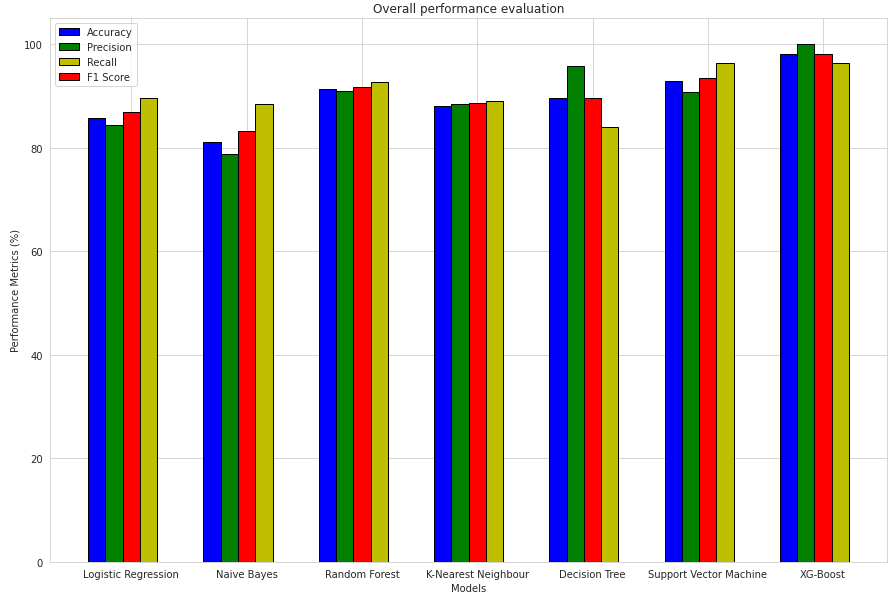 Overall performance evaluation
Accuracy
Precision
Recall
F1 Score
Performance Metrics (%)
100
80
60
40
20
0
Logistic Regression
Naive Bayes
Random Forest
K-Nearest Neighbour
Decision Tree
Support Vector Machine
XG-Boost
Models